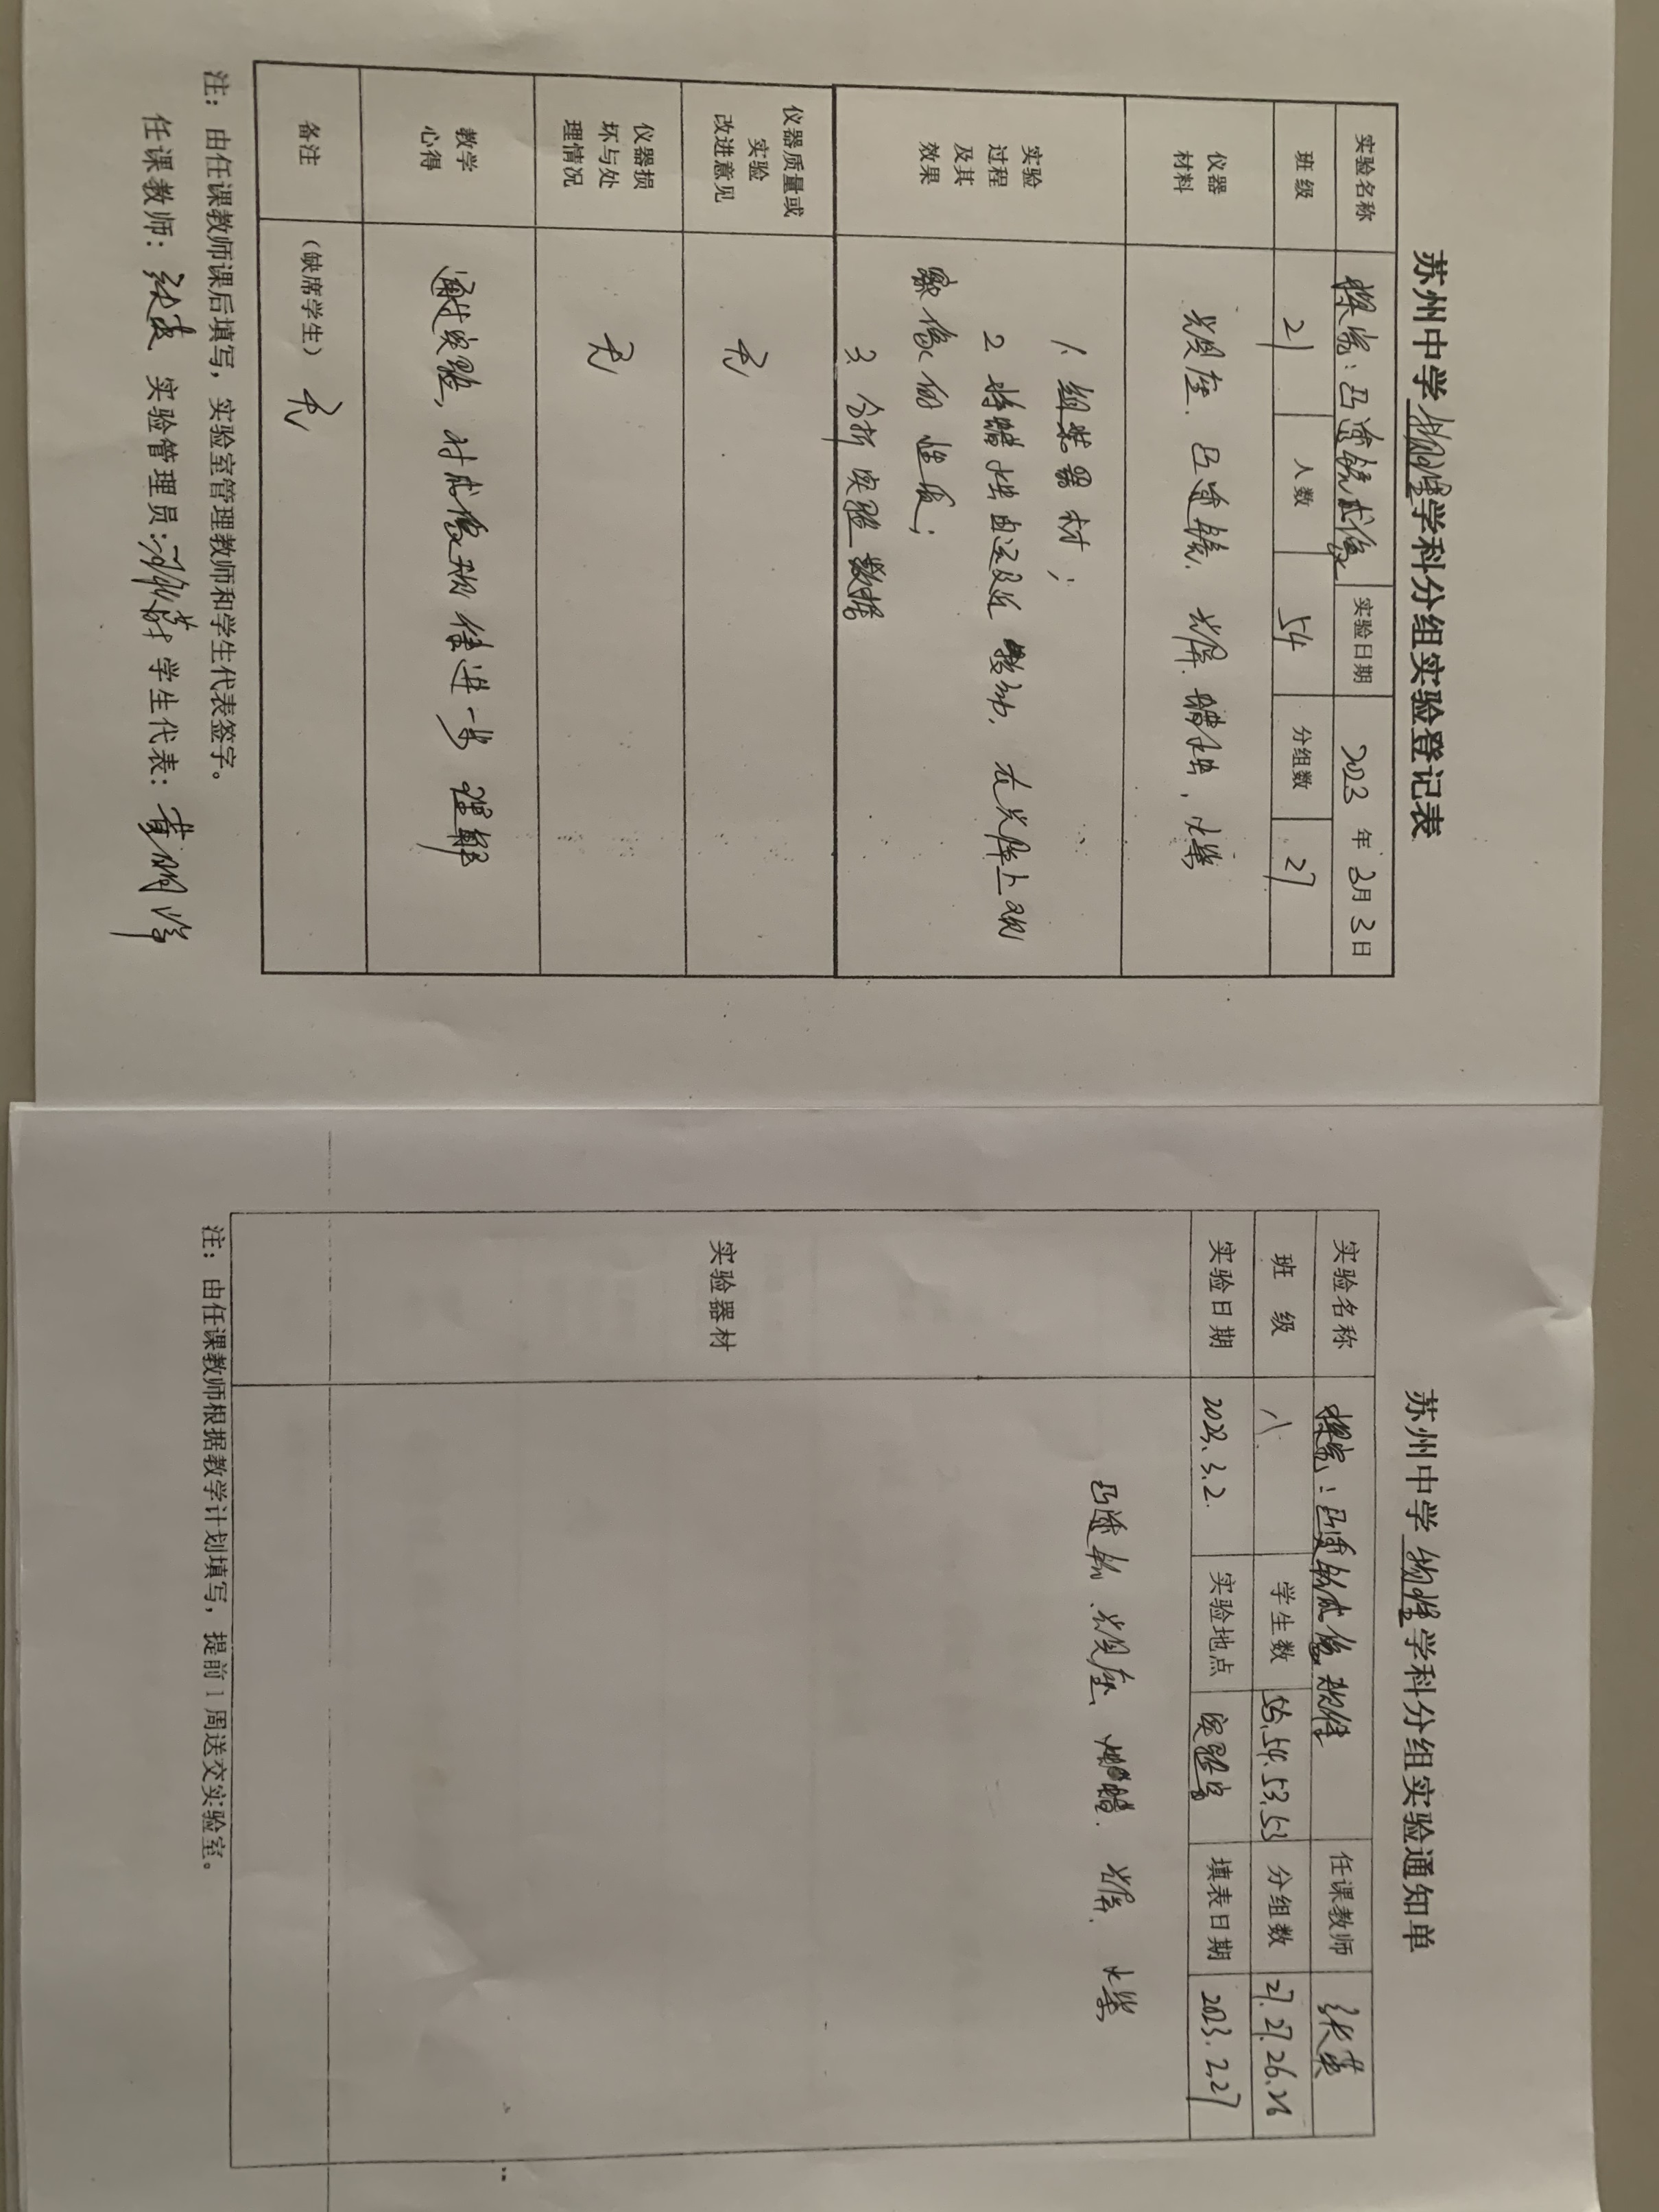 苏州中学物理学科分组实验登记表
实验名称 探究:凸透镜成像 实验日期 2023 年 3月 3日
班级 21 人数 54 分组数 27
仪器材料 光具座、凸透镜、光屏、蜡烛、火柴
实验过程及其效果 1. 组装器材;
2. 将蜡烛由远及近移动,在光屏上观
察像的性质;
3. 分析实验数据
仪器质量或实验改进意见 无
仪器损坏与处理情况 无
教学心得 通过实验,对成像规律进一步理解
备注 (缺席学生) 无
注:由任课教师课后填写,实验室管理教师和学生代表签字。
任课教师: 实验管理员: 学生代表:
苏州中学物理学科分组实验通知单
实验名称 探究:凸透镜成像规律 任课教师 张英
班 级 八 学生数 54.53.53 分组数 27.27.26.26
实验日期 2023.3.2 实验地点 实验室 填表日期 2023.2.27
实验器材 凸透镜、光具座、蜡、光屏、火柴
注:由任课教师根据教学计划填写,提前1周送交实验室。